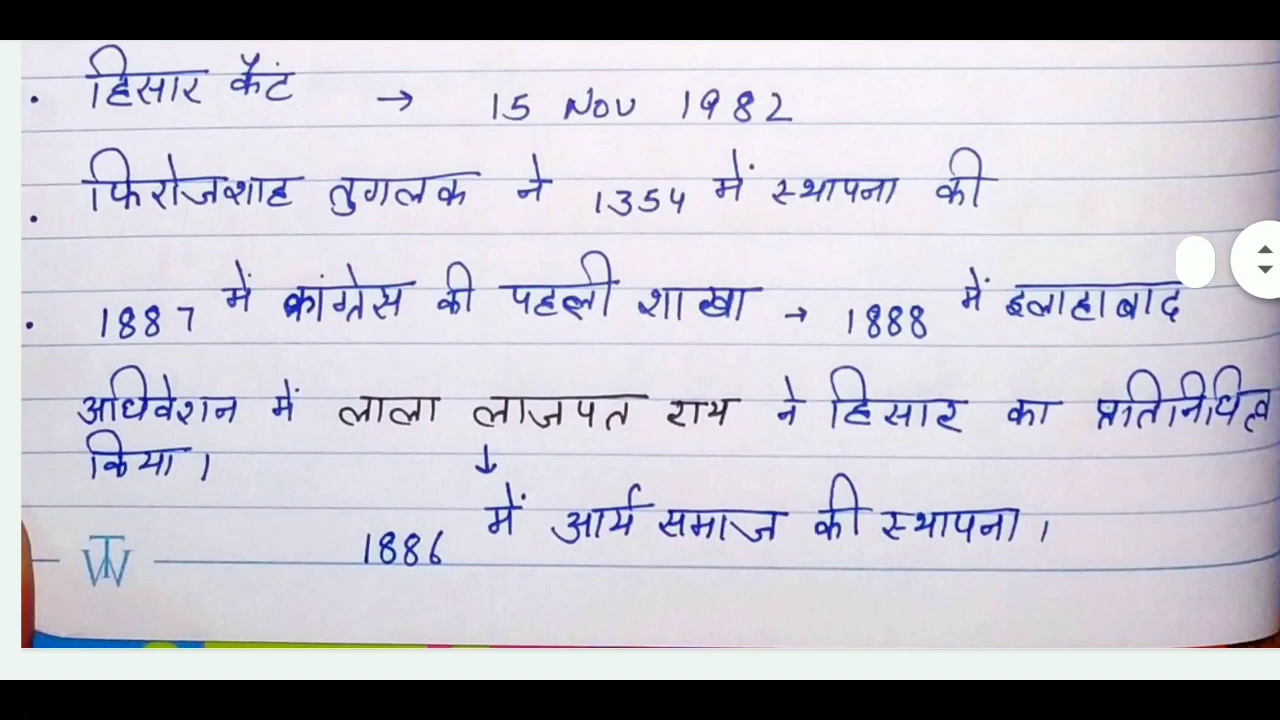 • हिसार कैंट → 15 Nov 1982
• फिरोजशाह तुगलक ने 1354 में स्थापना की
• 1887 में कांग्रेस की पहली शाखा → 1888 में इलाहाबाद
अधिवेशन में लाला लाजपत राय ने हिसार का प्रतिनिधित्व
किया। ↓
1886 में आर्य समाज की स्थापना।
TW